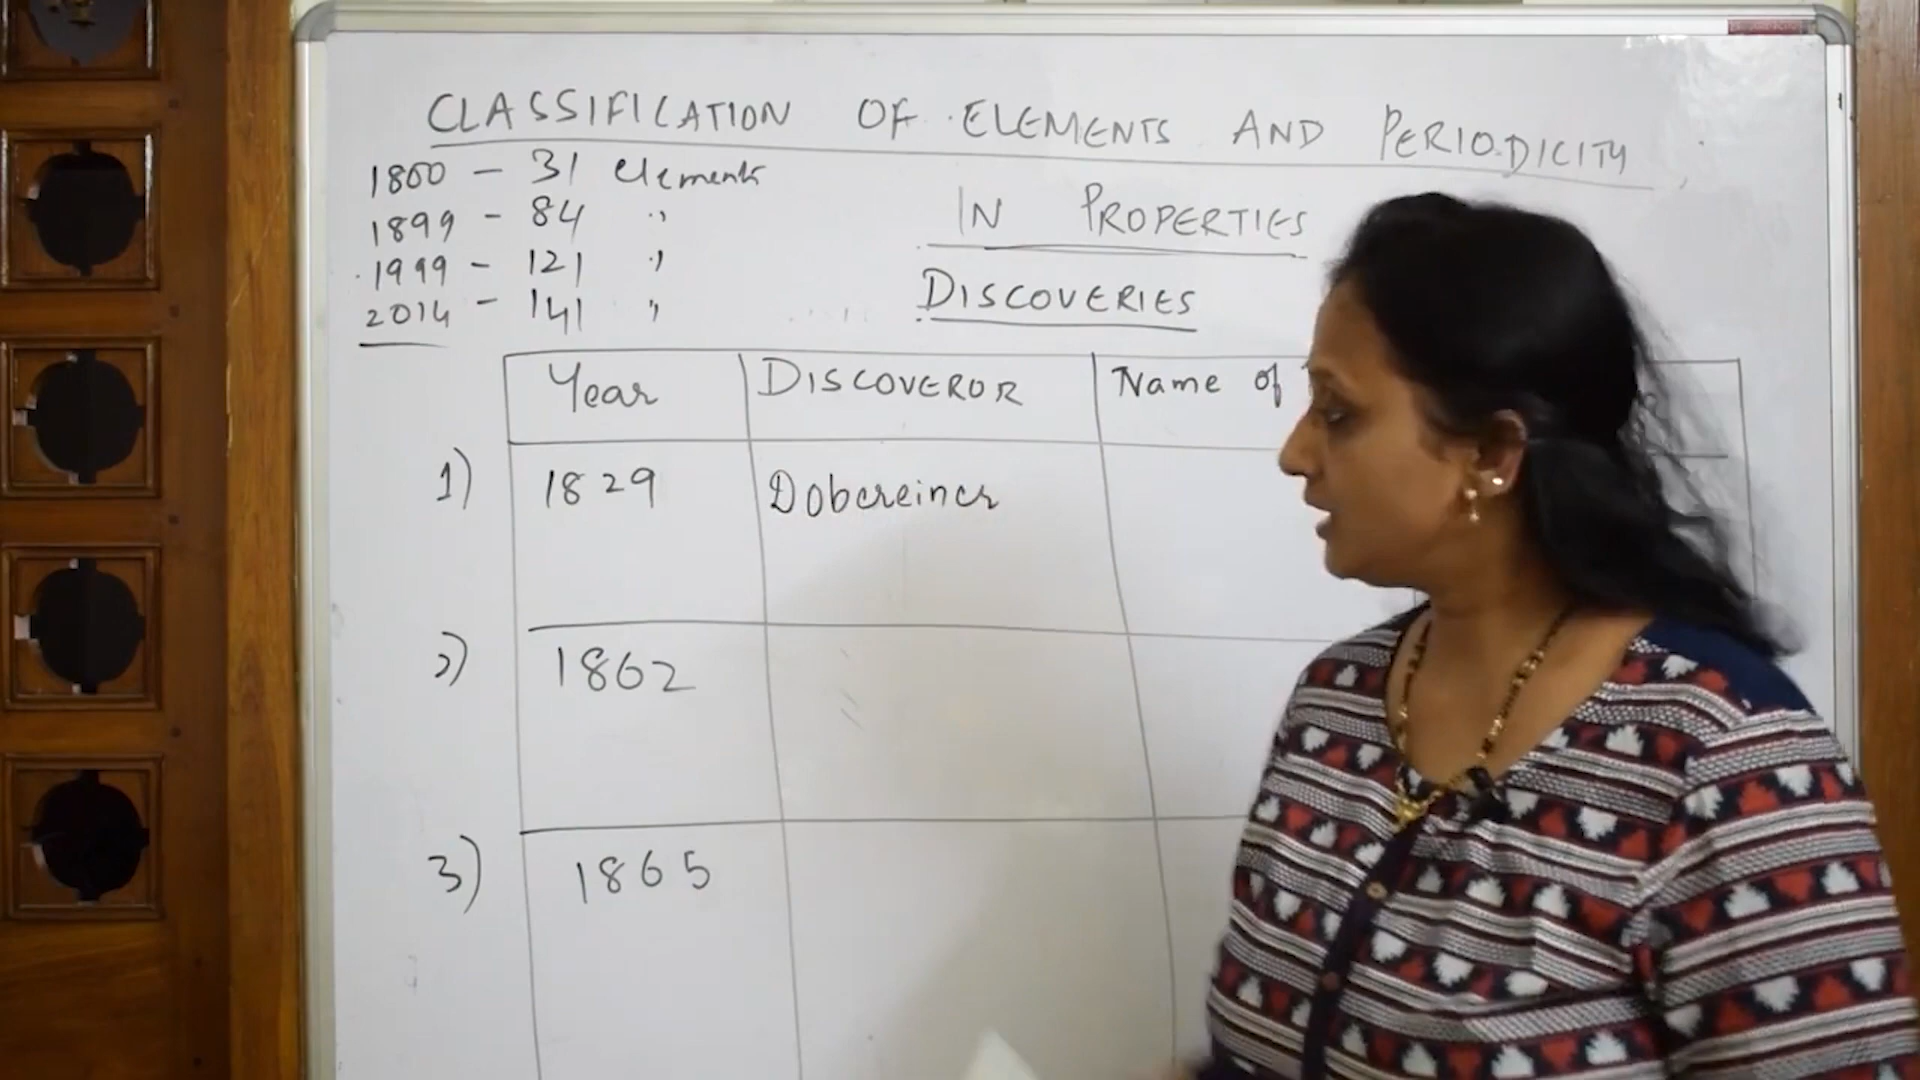 CLASSIFICATION OF ELEMENTS AND PERIODICITY
IN PROPERTIES
1800 - 31 elements
1899 - 84 "
1999 - 121 "
2014 - 141 "
DISCOVERIES
Year DISCOVEROR Name of
1) 1829 Dobereiner
2) 1862
3) 1865